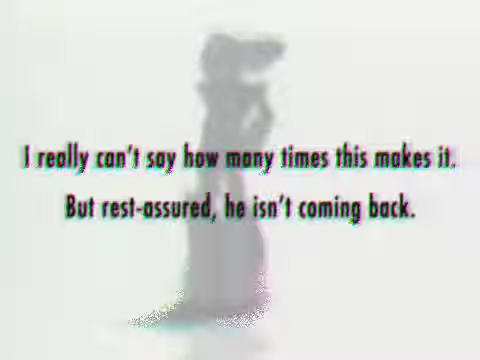 I really can't say how many times this makes it.
But rest-assured, he isn't coming back.